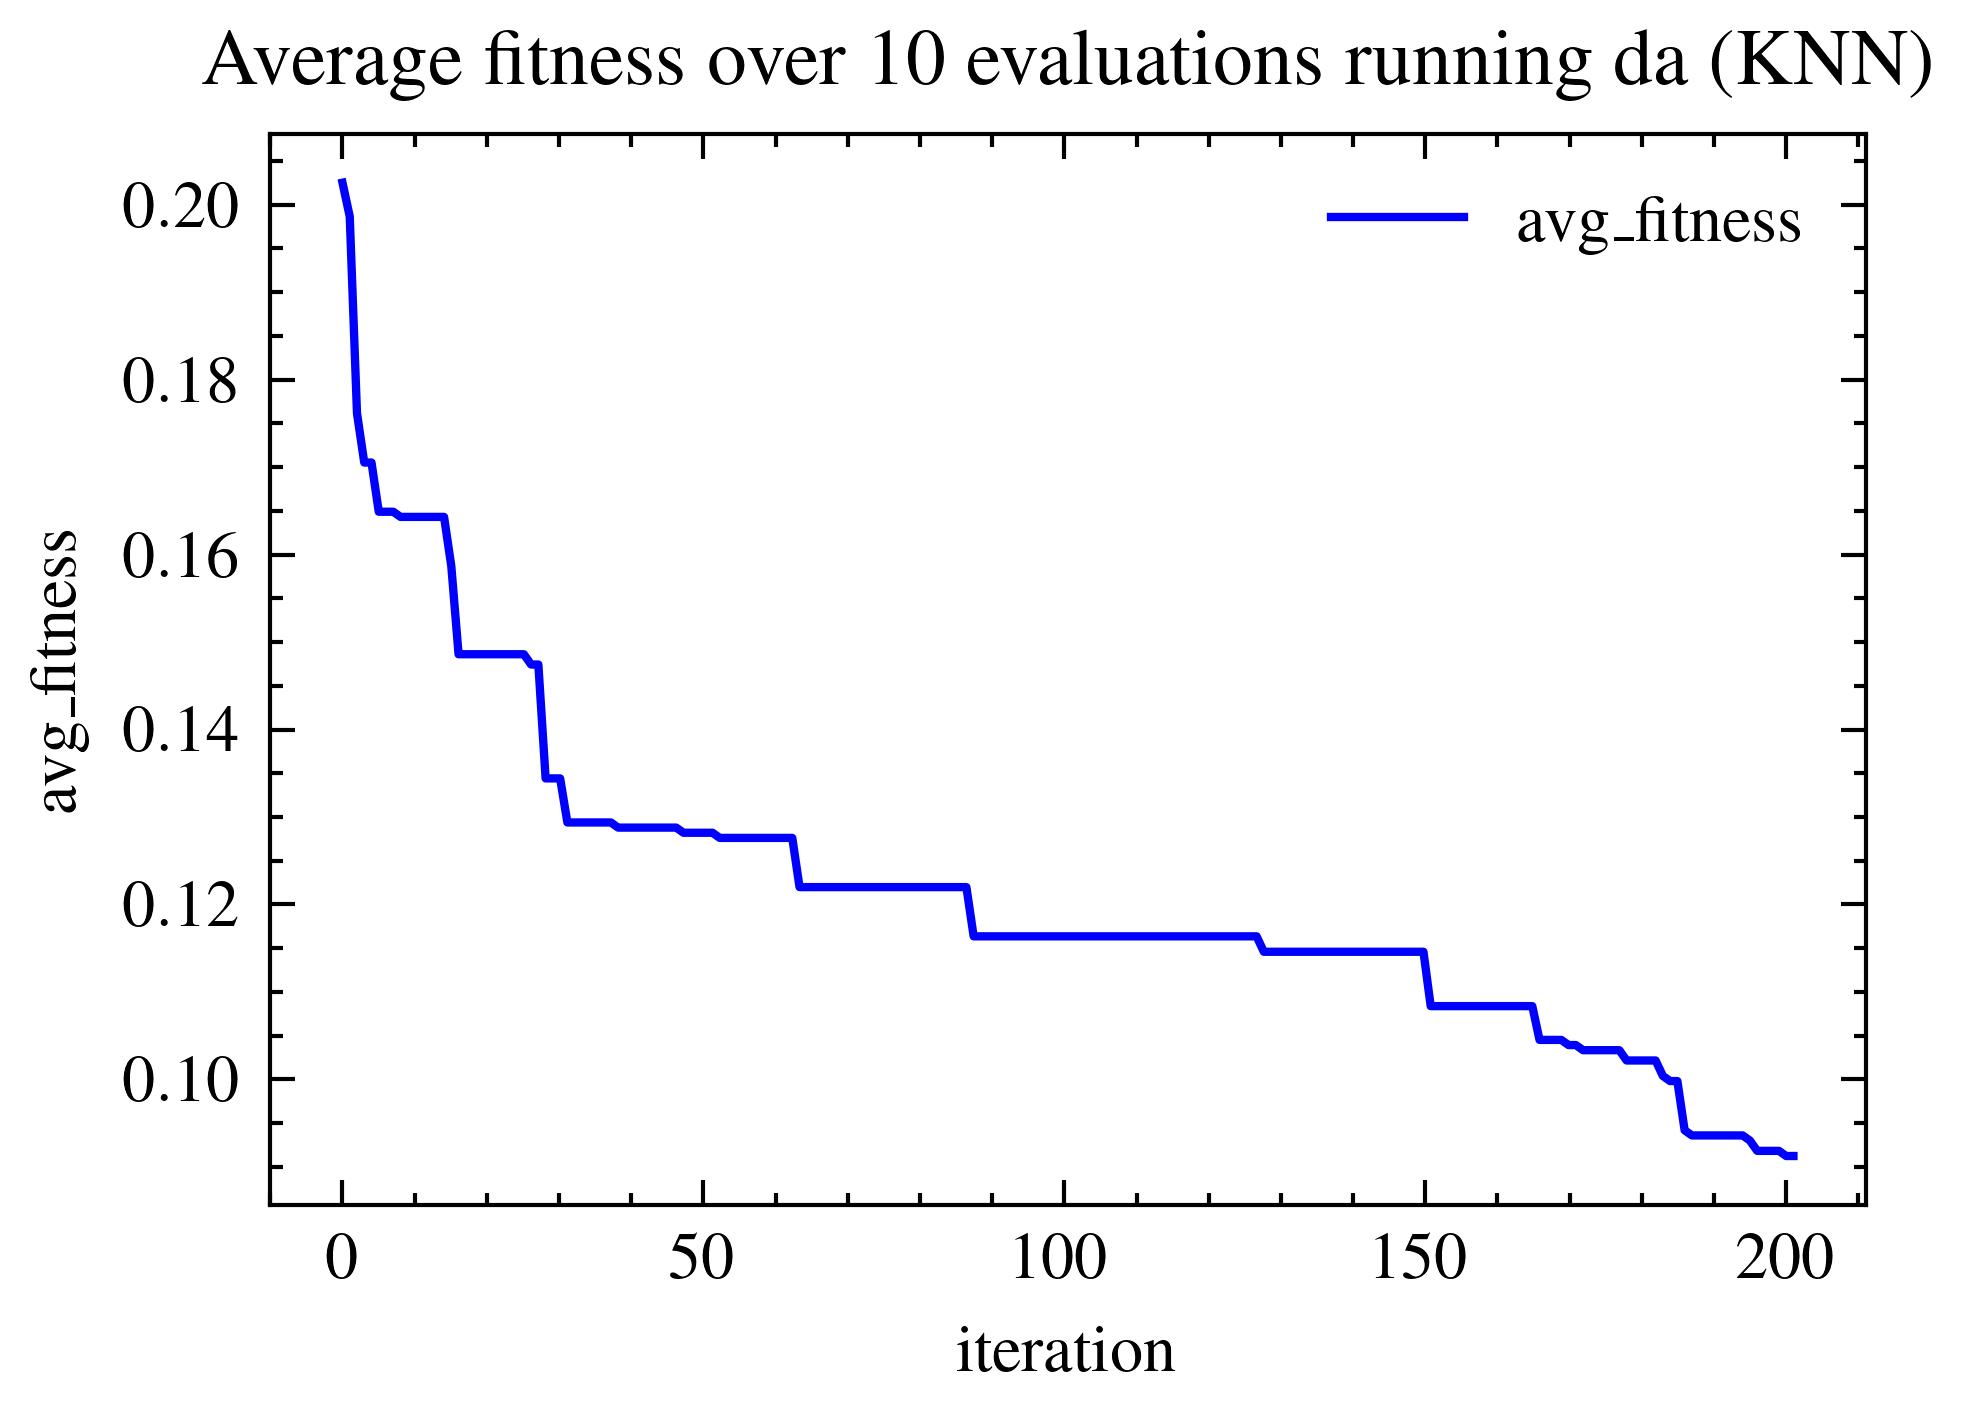 Average fitness over 10 evaluations running da (KNN)
avg_fitness
0.20
0.18
0.16
0.14
0.12
0.10
avg_fitness
0 50 100 150 200
iteration